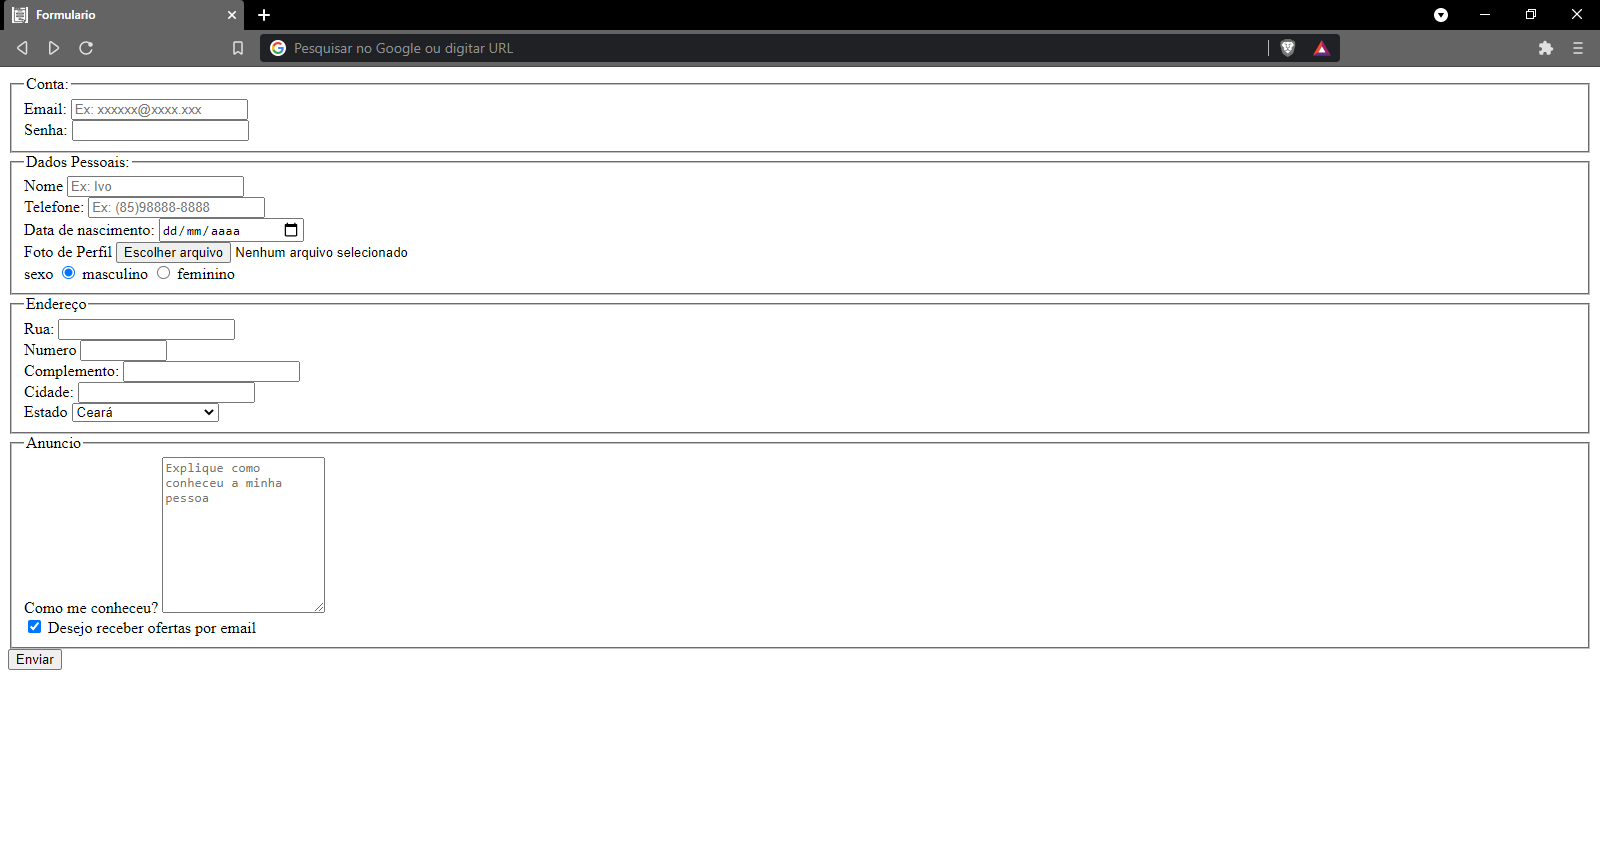 Formulario
Pesquisar no Google ou digitar URL
Conta:
Email: Ex: xxxxxx@xxxx.xxx
Senha:
Dados Pessoais:
Nome Ex: Ivo
Telefone: Ex: (85)98888-8888
Data de nascimento: dd/mm/aaaa
Foto de Perfil Escolher arquivo Nenhum arquivo selecionado
sexo masculino feminino
Endereço
Rua:
Numero
Complemento:
Cidade:
Estado Ceará
Anuncio
Explique como
conheceu a minha
pessoa
Como me conheceu?
Desejo receber ofertas por email
Enviar